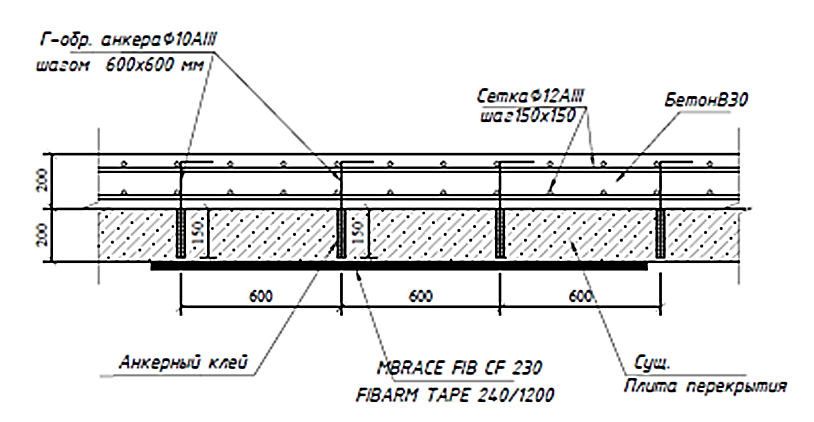 Г-обр. анкераФ10АIII
шагом 600х600 мм
СеткаФ12АIII
шаг150х150
БетонВ30
200
200
150
150
600
600
600
Анкерный клей
MBRACE FIB CF 230
FIBARM TAPE 240/1200
Сущ.
Плита перекрытия